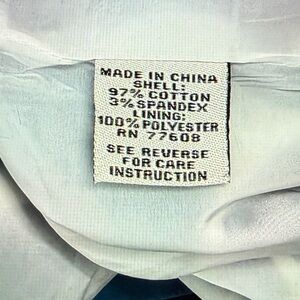 MADE IN CHINA
SHELL:
97% COTTON
3% SPANDEX
LINING:
100% POLYESTER
RN 77608
SEE REVERSE
FOR CARE
INSTRUCTION